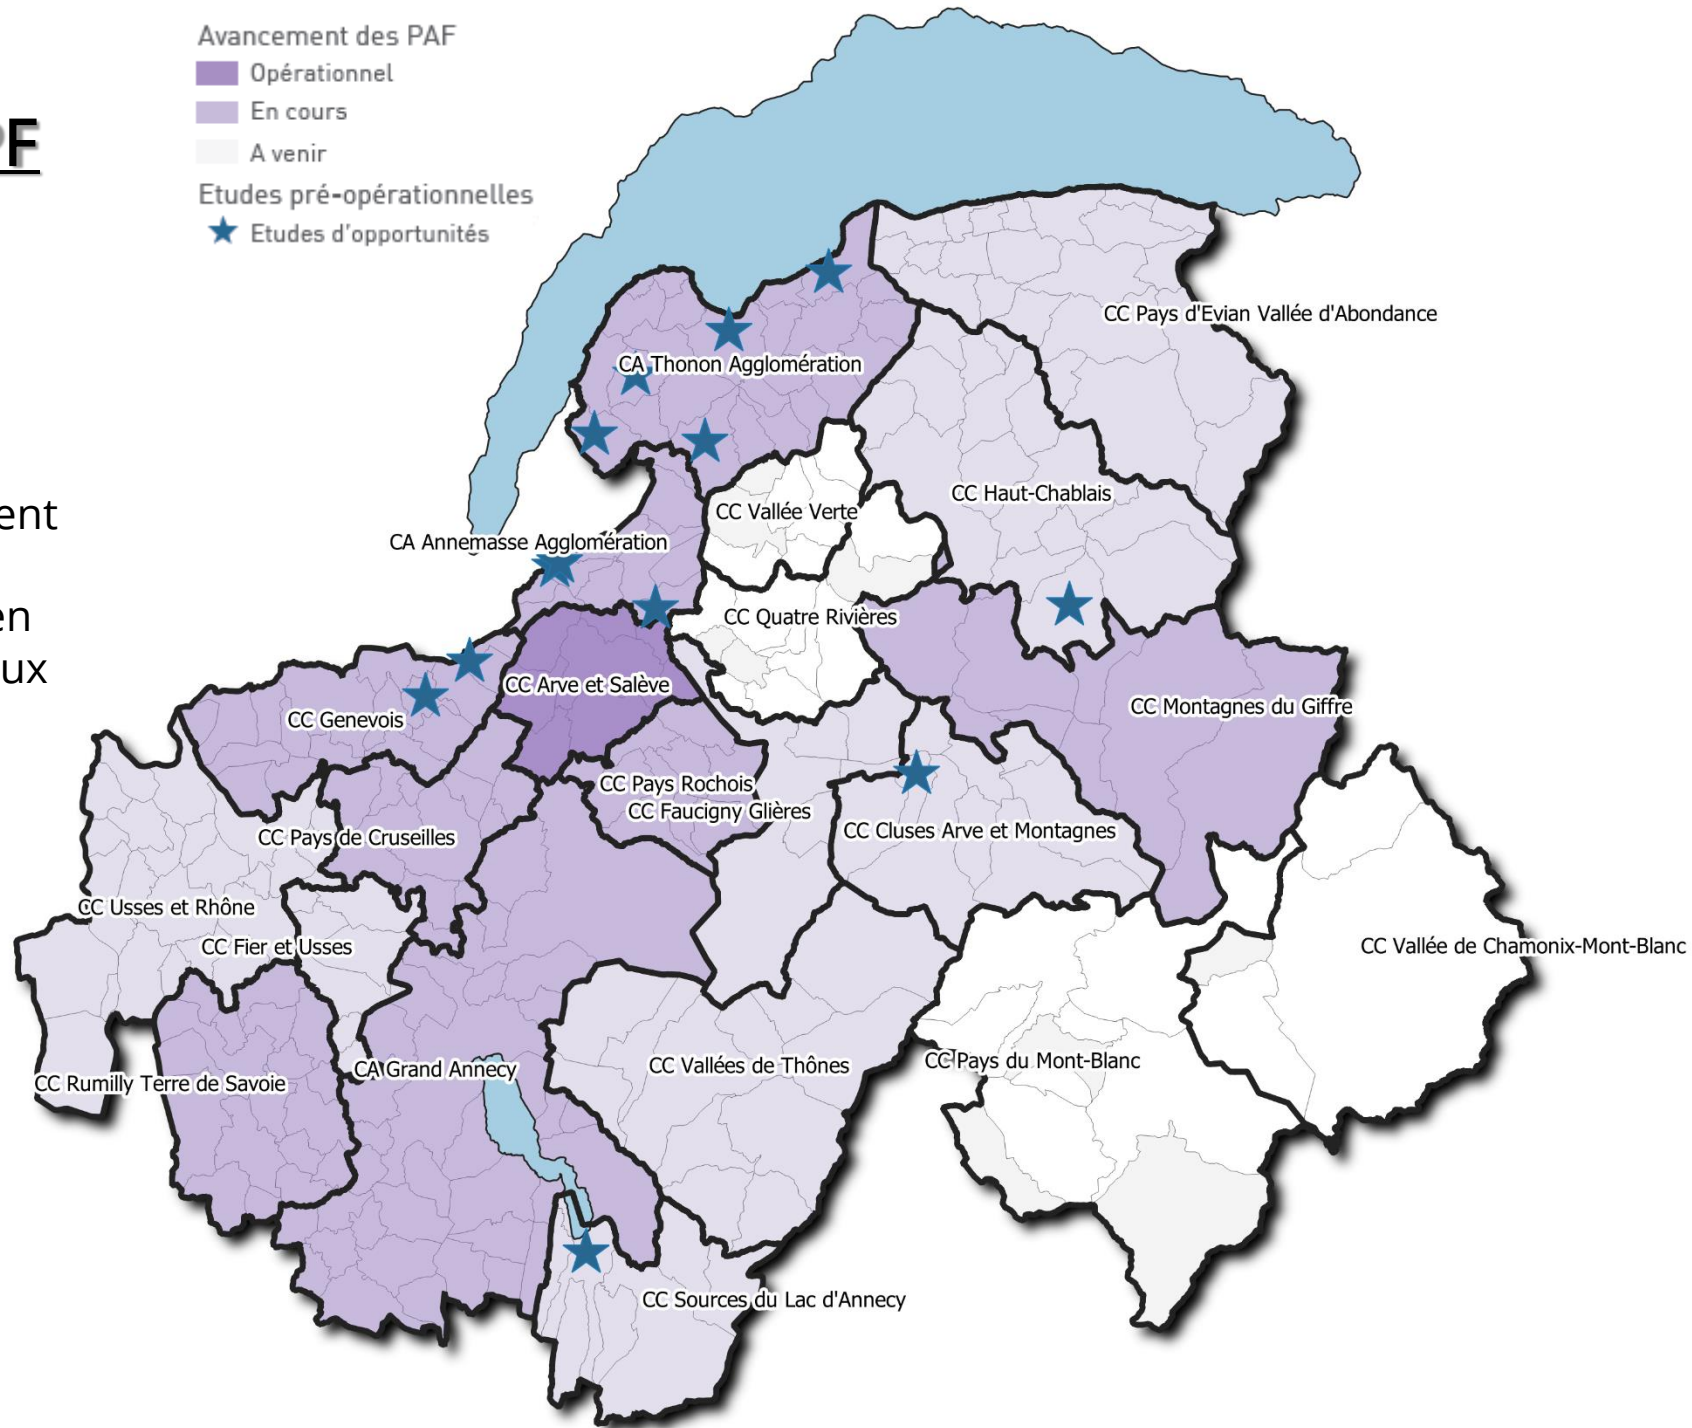 Avancement des PAF
Opérationnel
En cours
A venir
Etudes pré-opérationnelles
Etudes d'opportunités
PF
ent
en
ux
CC Pays d'Evian Vallée d'Abondance
CA Thonon Agglomération
CC Haut-Chablais
CC Vallée Verte
CA Annemasse Agglomération
CC Quatre Rivières
CC Arve et Salève
CC Montagnes du Giffre
CC Genevois
CC Pays Rochois
CC Faucigny Glières
CC Cluses Arve et Montagnes
CC Pays de Cruseilles
CC Usses et Rhône
CC Fier et Usses
CC Vallée de Chamonix-Mont-Blanc
CC Pays du Mont-Blanc
CC Vallées de Thônes
CA Grand Annecy
CC Rumilly Terre de Savoie
CC Sources du Lac d'Annecy